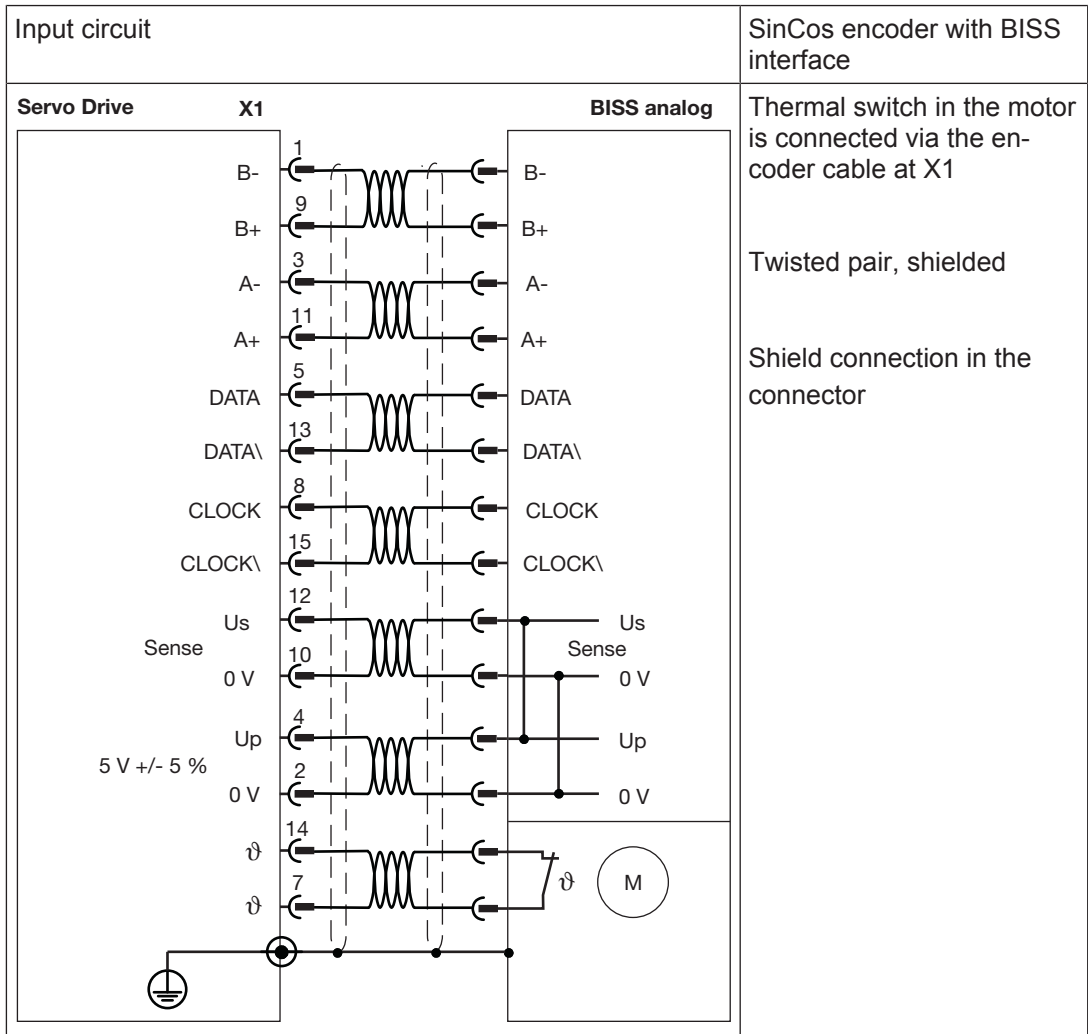 Input circuit
SinCos encoder with BISS
interface
Servo Drive X1 BISS analog
Thermal switch in the motor
is connected via the en-
coder cable at X1
Twisted pair, shielded
Shield connection in the
connector
1
B- B-
9
B+ B+
3
A- A-
11
A+ A+
5
DATA DATA
13
DATA\ DATA\
8
CLOCK CLOCK
15
CLOCK\ CLOCK\
12
Us Us
Sense Sense
10
0 V 0 V
4
Up Up
5 V +/- 5 %
2
0 V 0 V
14
ϑ
7
ϑ M
ϑ